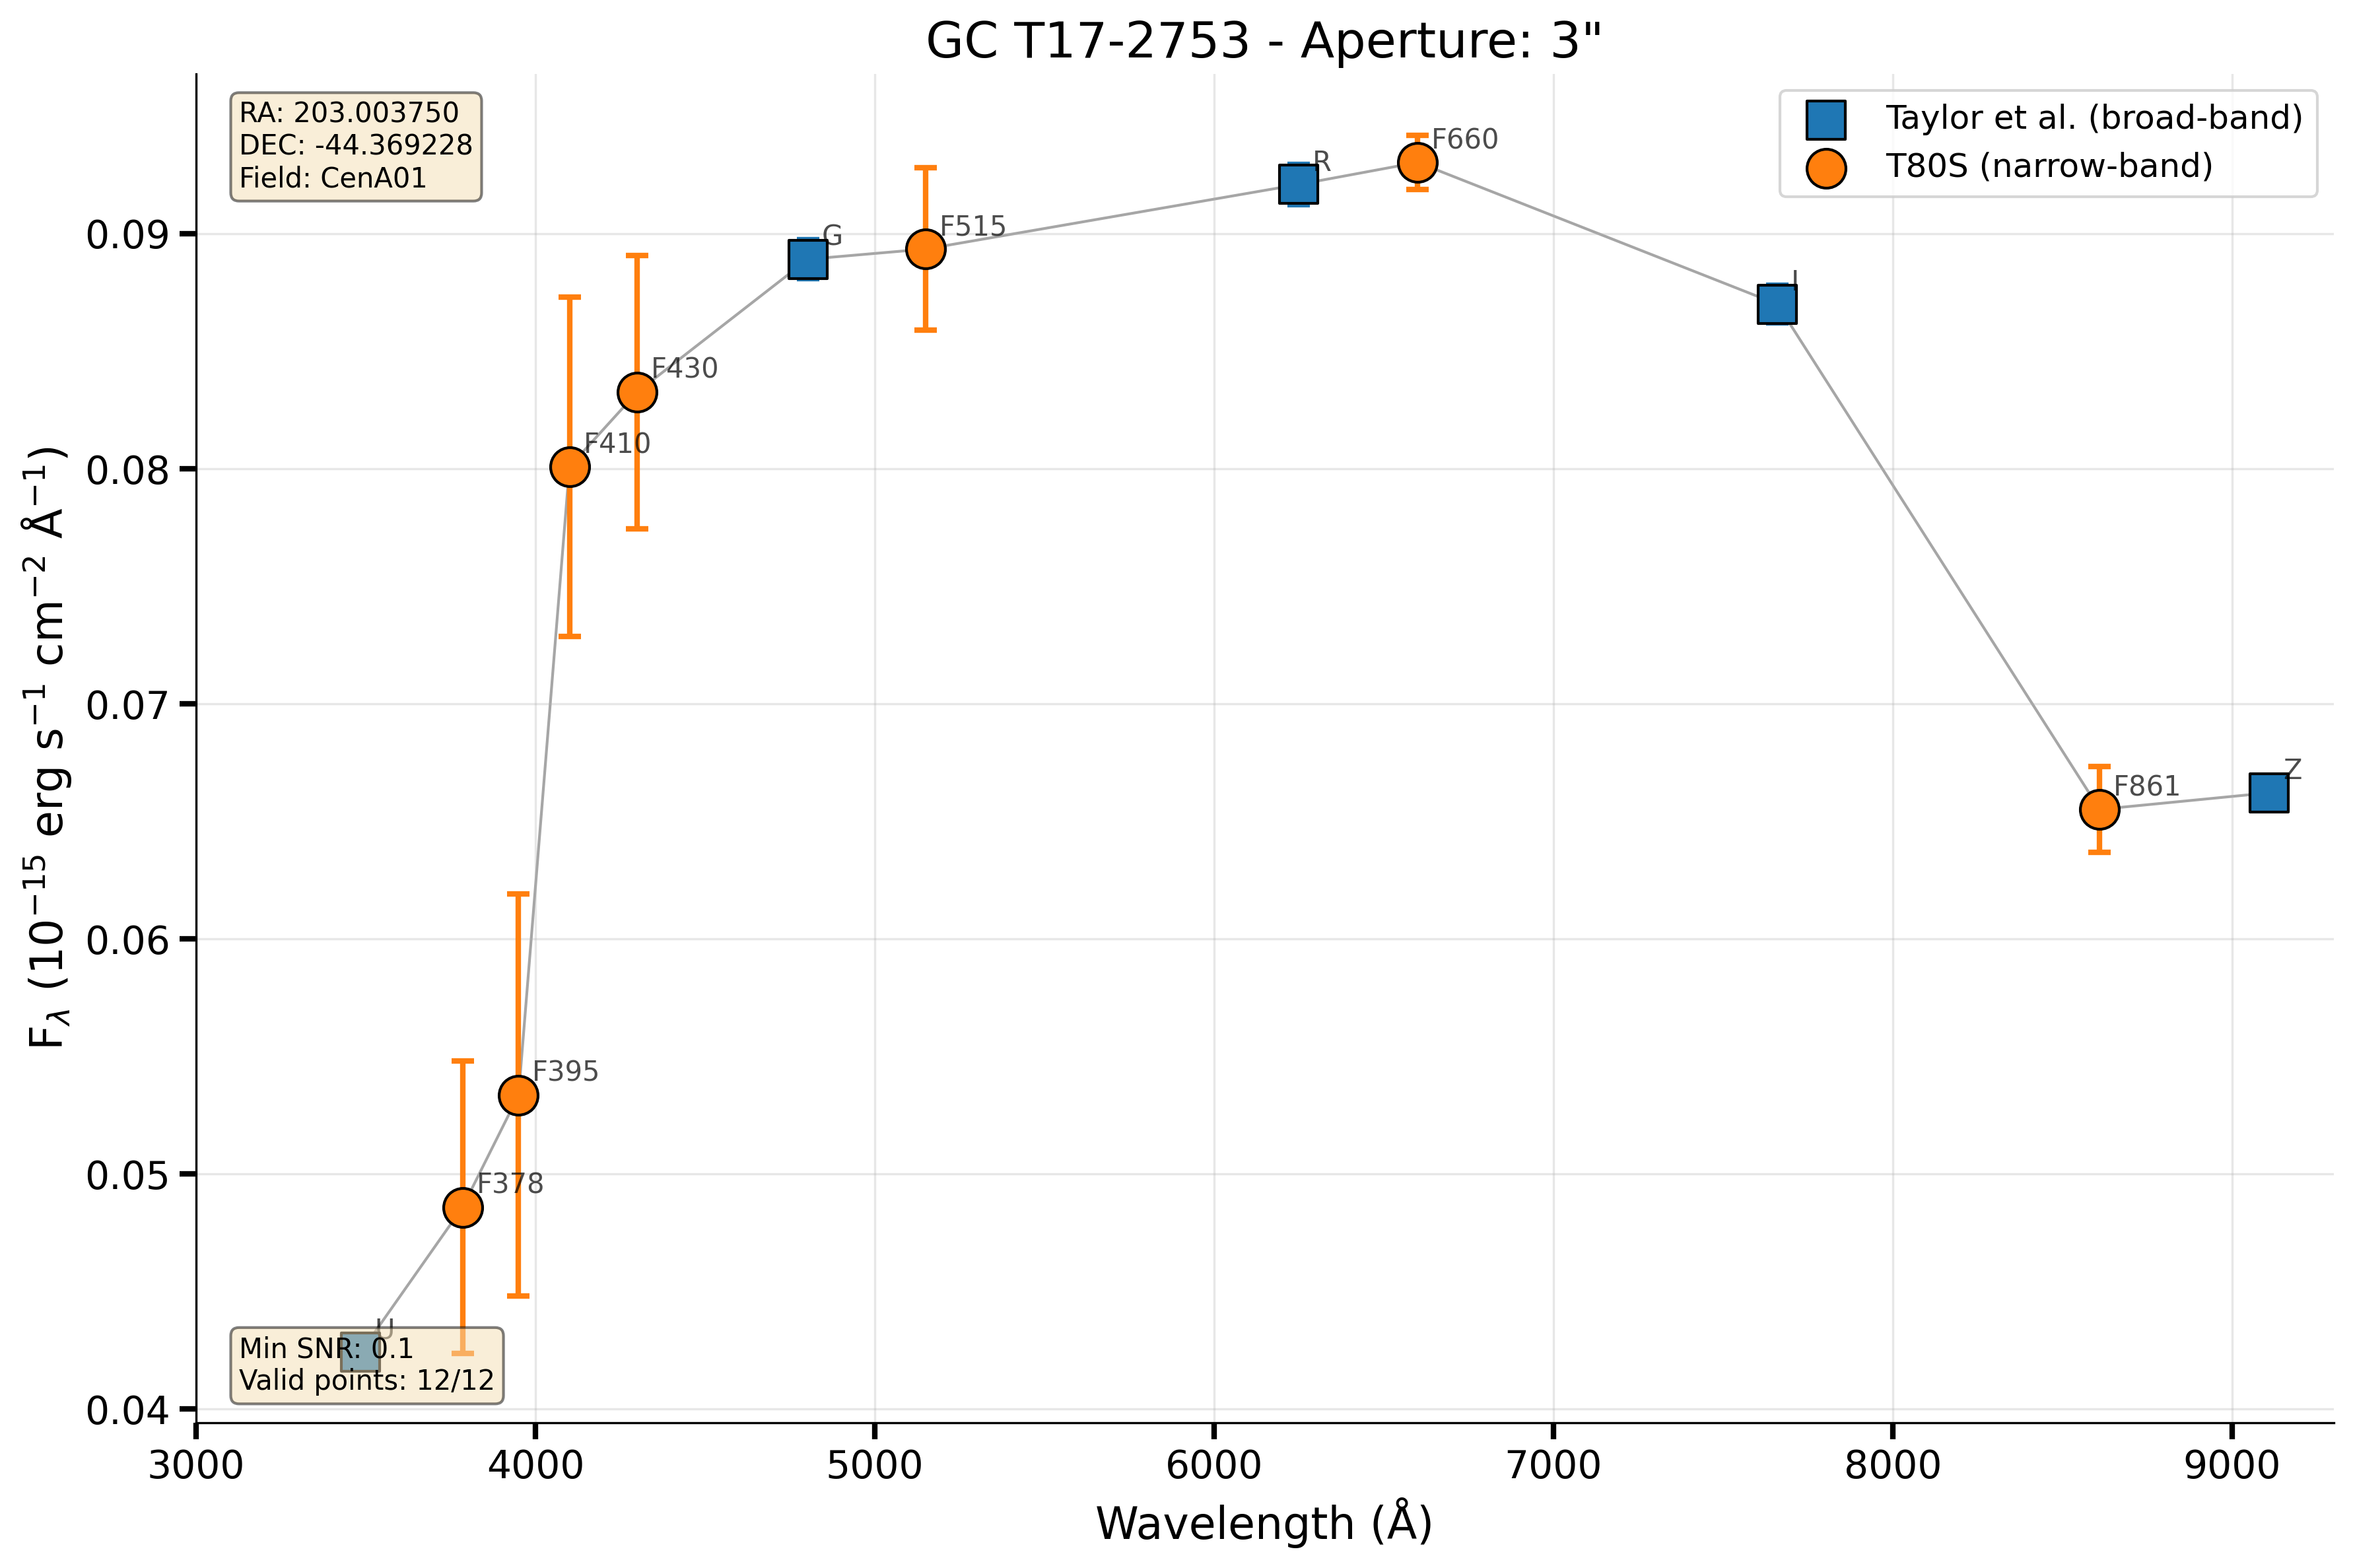 GC T17-2753 - Aperture: 3"
RA: 203.003750
DEC: -44.369228
Field: CenA01
Taylor et al. (broad-band)
T80S (narrow-band)
F660
R
G
F515
I
F430
F410
Z
F861
F395
F378
U
Min SNR: 0.1
Valid points: 12/12
0.09
0.08
0.07
0.06
0.05
0.04
F_λ (10⁻¹⁵ erg s⁻¹ cm⁻² Å⁻¹)
3000 4000 5000 6000 7000 8000 9000
Wavelength (Å)